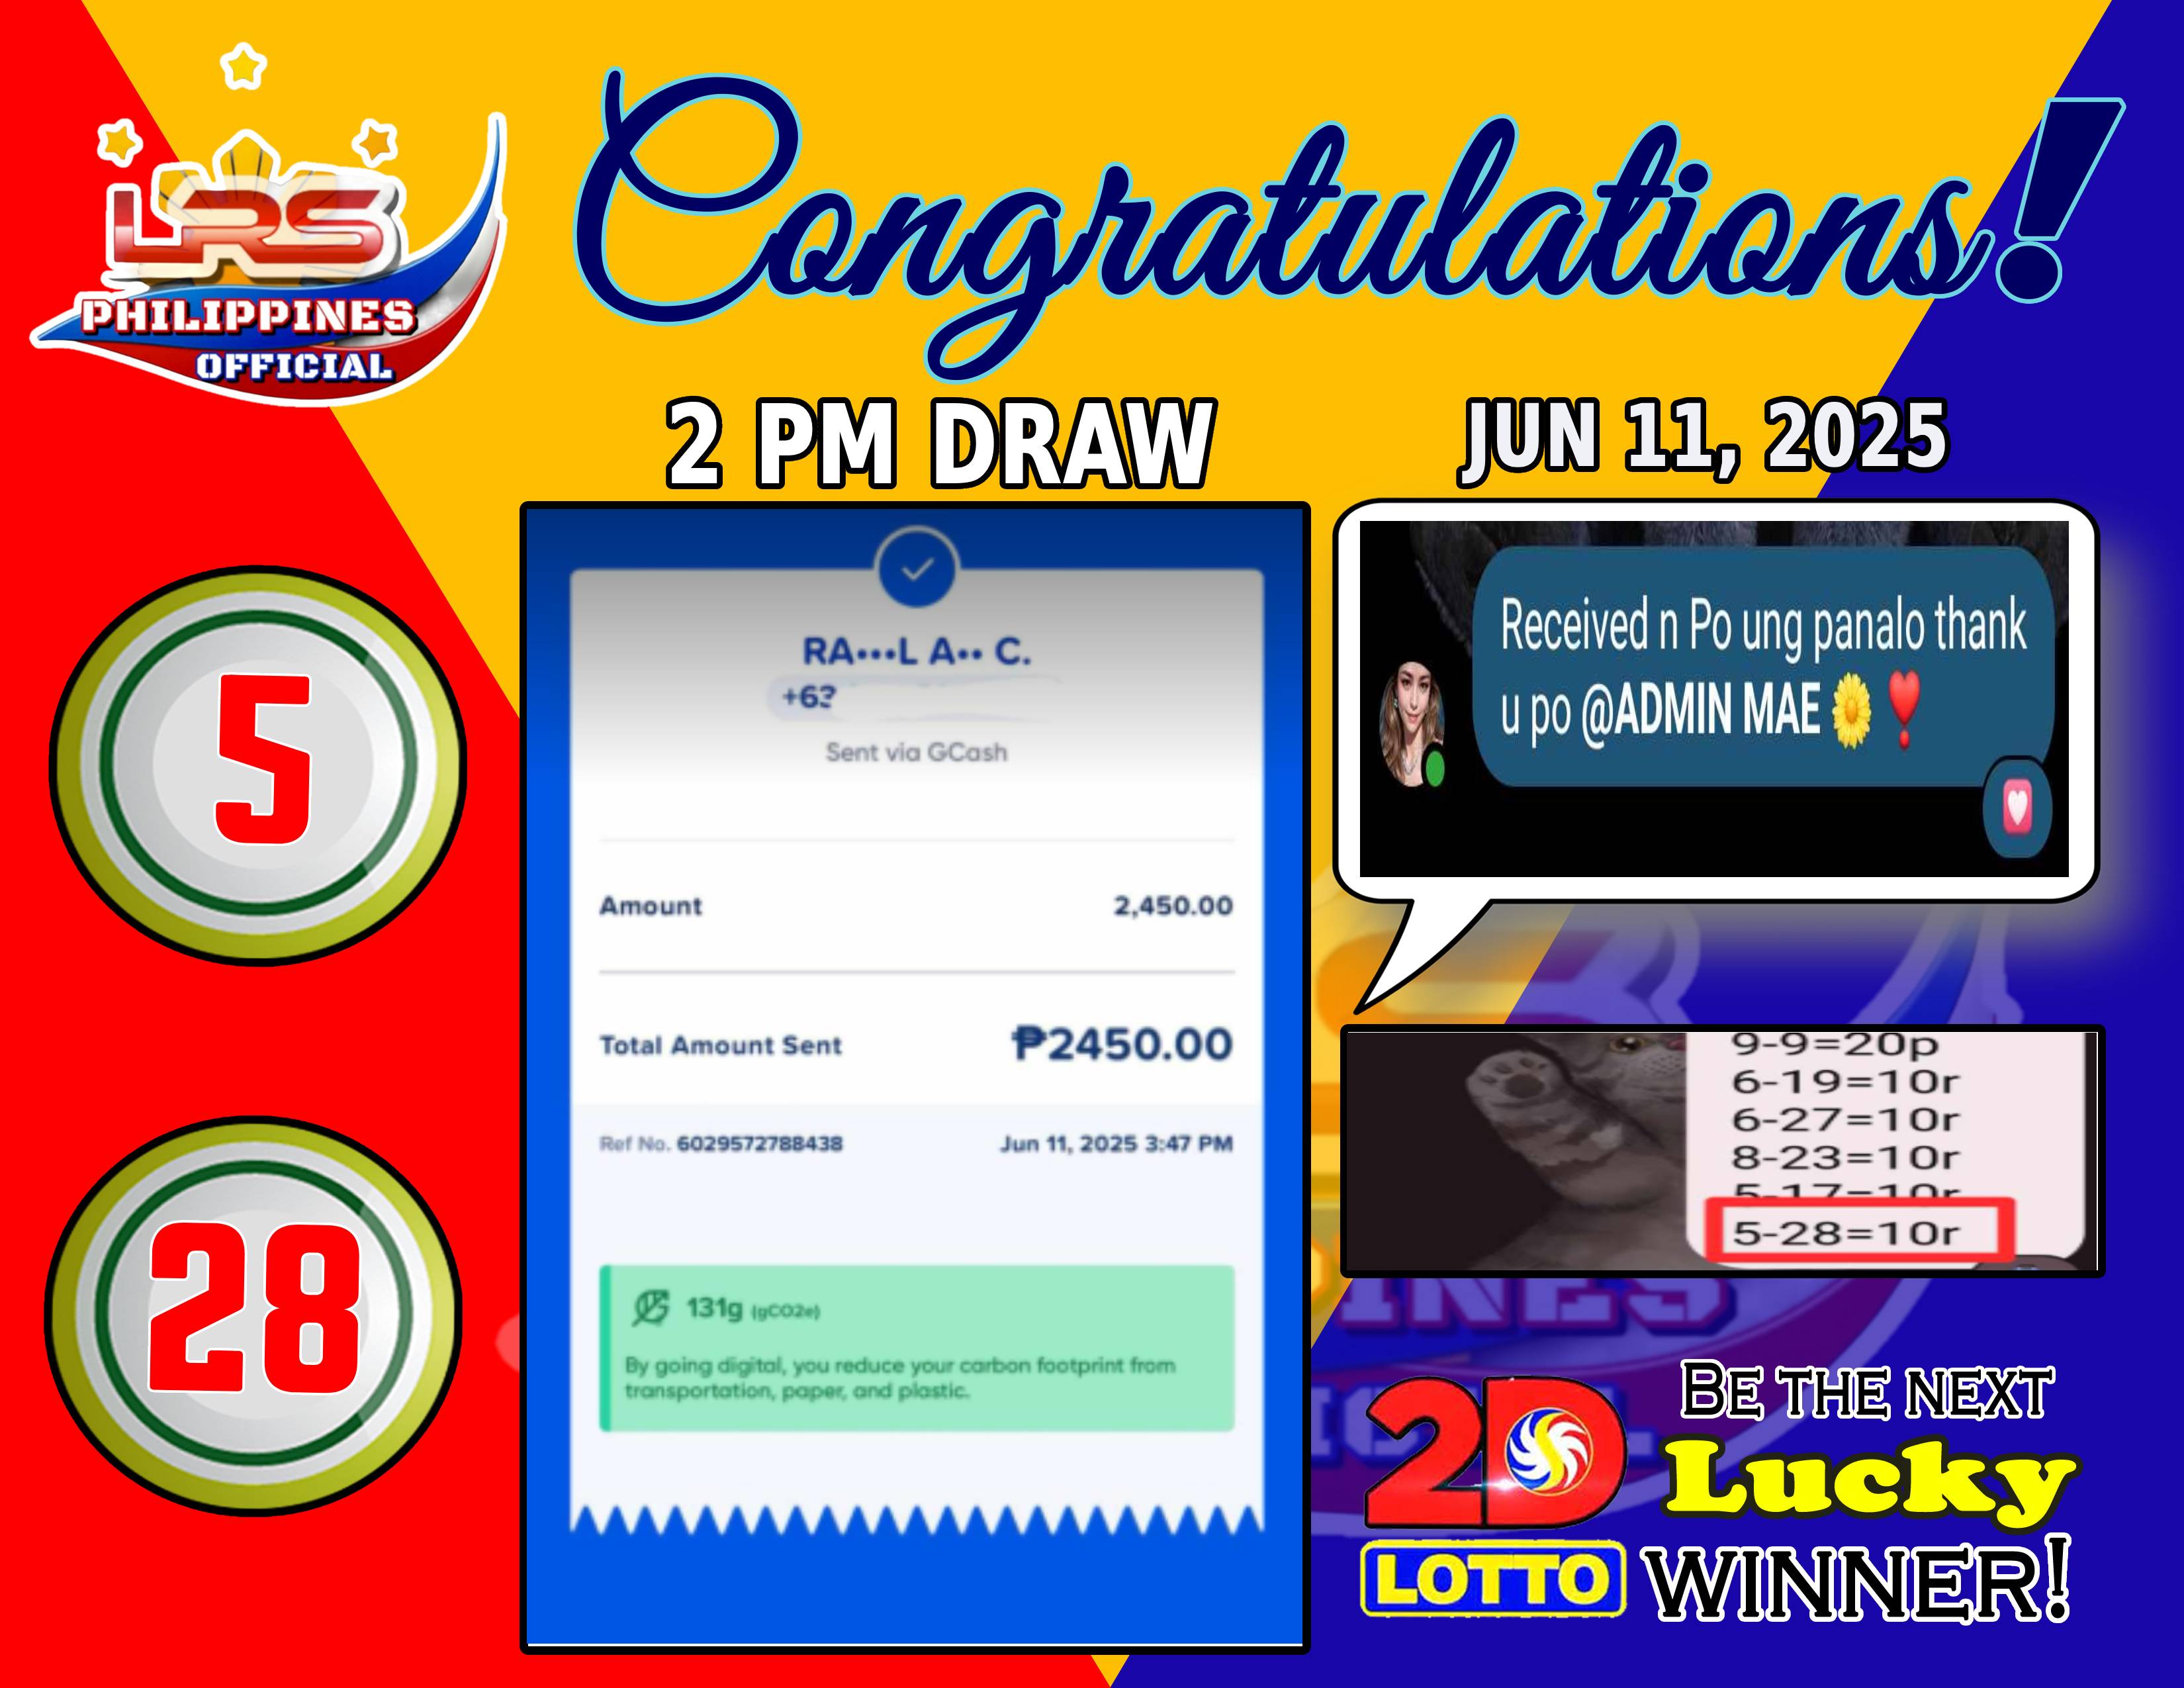 LRS
PHILIPPINES
OFFICIAL
Congratulations!
2 PM DRAW
JUN 11, 2025
5
28
RA•••L A•• C.
+63
Sent via GCash
Amount 2,450.00
Total Amount Sent ₱2450.00
Ref No. 6029572788438 Jun 11, 2025 3:47 PM
131g (gCO2e)
By going digital, you reduce your carbon footprint from
transportation, paper, and plastic.
Received n Po ung panalo thank
u po @ADMIN MAE 🌼❣️
9-9=20p
6-19=10r
6-27=10r
8-23=10r
5-17=10r
5-28=10r
2D
LOTTO
BE THE NEXT
Lucky
WINNER!